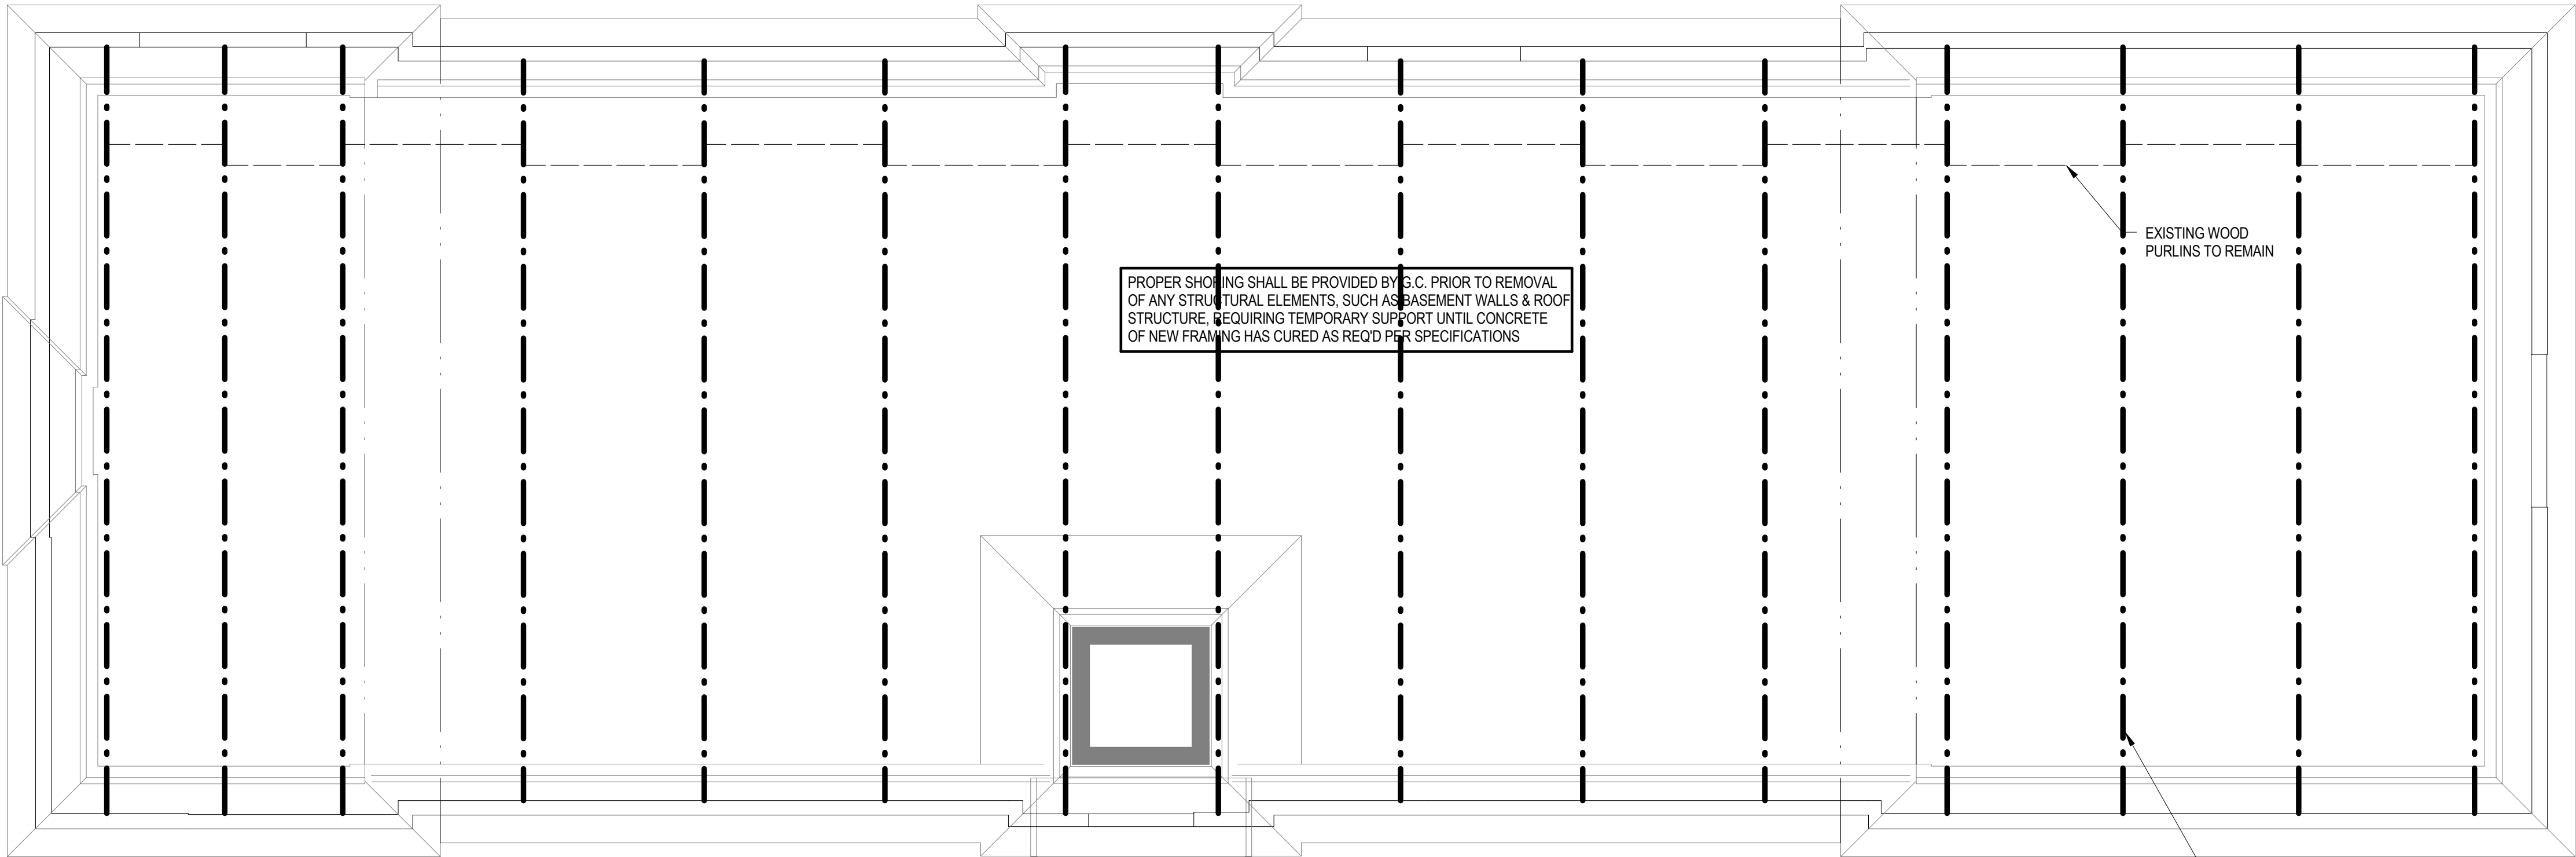 EXISTING WOOD
PURLINS TO REMAIN
PROPER SHORING SHALL BE PROVIDED BY G.C. PRIOR TO REMOVAL
OF ANY STRUCTURAL ELEMENTS, SUCH AS BASEMENT WALLS & ROOF
STRUCTURE, REQUIRING TEMPORARY SUPPORT UNTIL CONCRETE
OF NEW FRAMING HAS CURED AS REQ'D PER SPECIFICATIONS